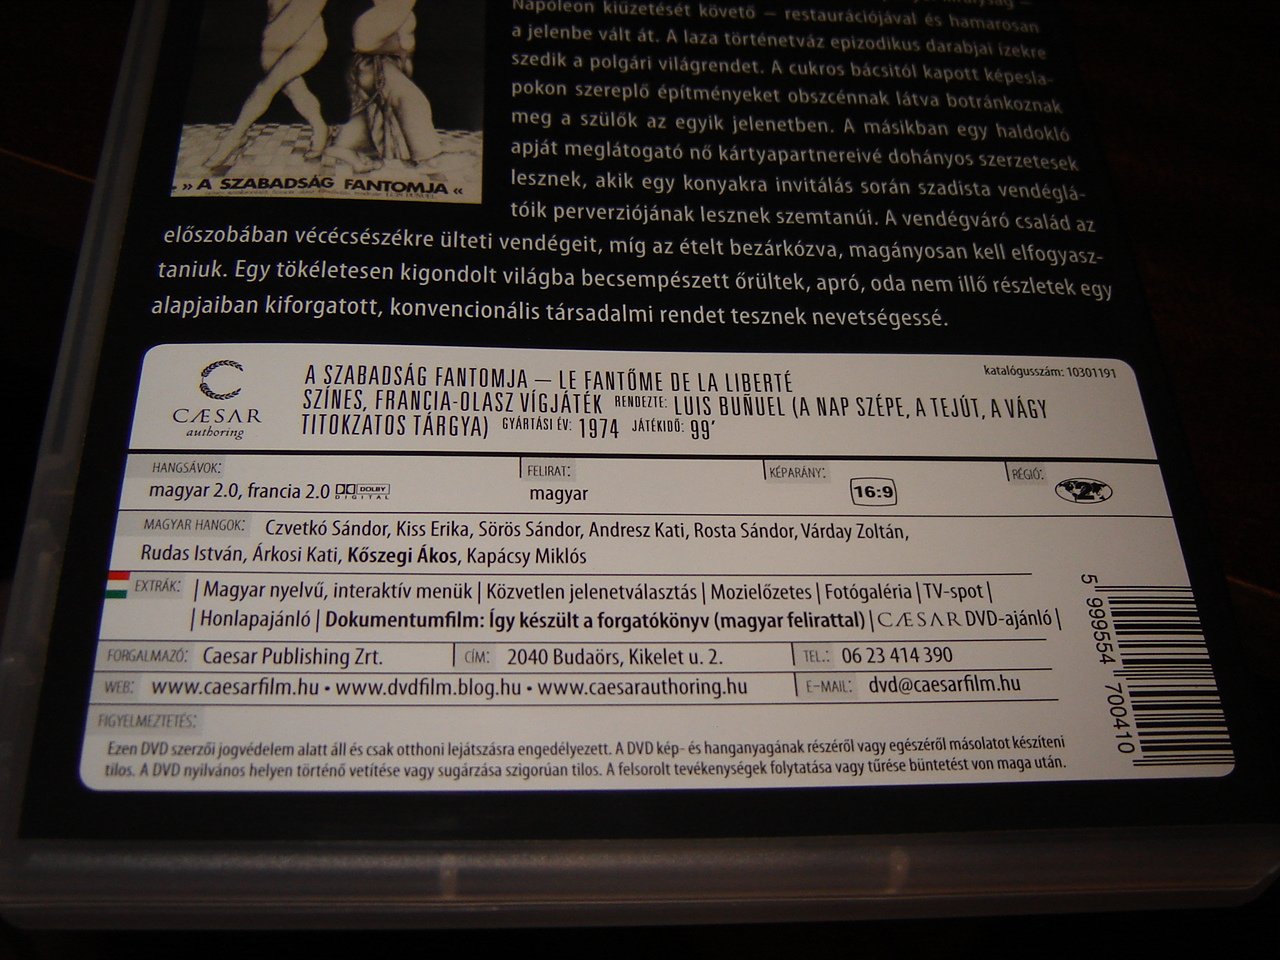 Napóleon kiűzetését követő – restaurációjával és hamarosan
a jelenbe vált át. A laza történetváz epizodikus darabjai ízekre
szedik a polgári világrendet. A cukros bácsitól kapott képesla-
pokon szereplő építményeket obszcénnak látva botránkoznak
meg a szülők az egyik jelenetben. A másikban egy haldokló
apját meglátogató nő kártyapartnereivé dohányos szerzetesek
lesznek, akik egy konyakra invitálás során szadista vendéglá-
tóik perverziójának lesznek szemtanúi. A vendégváró család az
előszobában vécécsészékre ülteti vendégeit, míg az ételt bezárkózva, magányosan kell elfogyasz-
taniuk. Egy tökéletesen kigondolt világba becsempészett őrültek, apró, oda nem illő részletek egy
alapjaiban kiforgatott, konvencionális társadalmi rendet tesznek nevetségessé.
» A SZABADSÁG FANTOMJA «
CÆSAR
authoring
A SZABADSÁG FANTOMJA – LE FANTŐME DE LA LIBERTÉ
SZÍNES, FRANCIA-OLASZ VÍGJÁTÉK RENDEZTE: LUIS BUÑUEL (A NAP SZÉPE, A TEJÚT, A VÁGY
TITOKZATOS TÁRGYA) GYÁRTÁSI ÉV: 1974 JÁTÉKIDŐ: 99'
katalógusszám: 10301191
HANGSÁVOK:
magyar 2.0, francia 2.0 DOLBY DIGITAL
FELIRAT:
magyar
KÉPARÁNY:
16:9
RÉGIÓ:
2
MAGYAR HANGOK: Czvetkó Sándor, Kiss Erika, Sörös Sándor, Andresz Kati, Rosta Sándor, Várday Zoltán,
Rudas István, Árkosi Kati, Kőszegi Ákos, Kapácsy Miklós
EXTRÁK: | Magyar nyelvű, interaktív menük | Közvetlen jelenetválasztás | Mozielőzetes | Fotógaléria | TV-spot |
| Honlapajánló | Dokumentumfilm: Így készült a forgatókönyv (magyar felirattal) | CÆSAR DVD-ajánló |
FORGALMAZÓ: Caesar Publishing Zrt. CÍM: 2040 Budaörs, Kikelet u. 2. TEL.: 06 23 414 390
WEB: www.caesarfilm.hu • www.dvdfilm.blog.hu • www.caesarauthoring.hu E-MAIL: dvd@caesarfilm.hu
FIGYELMEZTETÉS:
Ezen DVD szerzői jogvédelem alatt áll és csak otthoni lejátszásra engedélyezett. A DVD kép- és hanganyagának részéről vagy egészéről másolatot készíteni
tilos. A DVD nyilvános helyen történő vetítése vagy sugárzása szigorúan tilos. A felsorolt tevékenységek folytatása vagy tűrése büntetést von maga után.
5 999554 700410